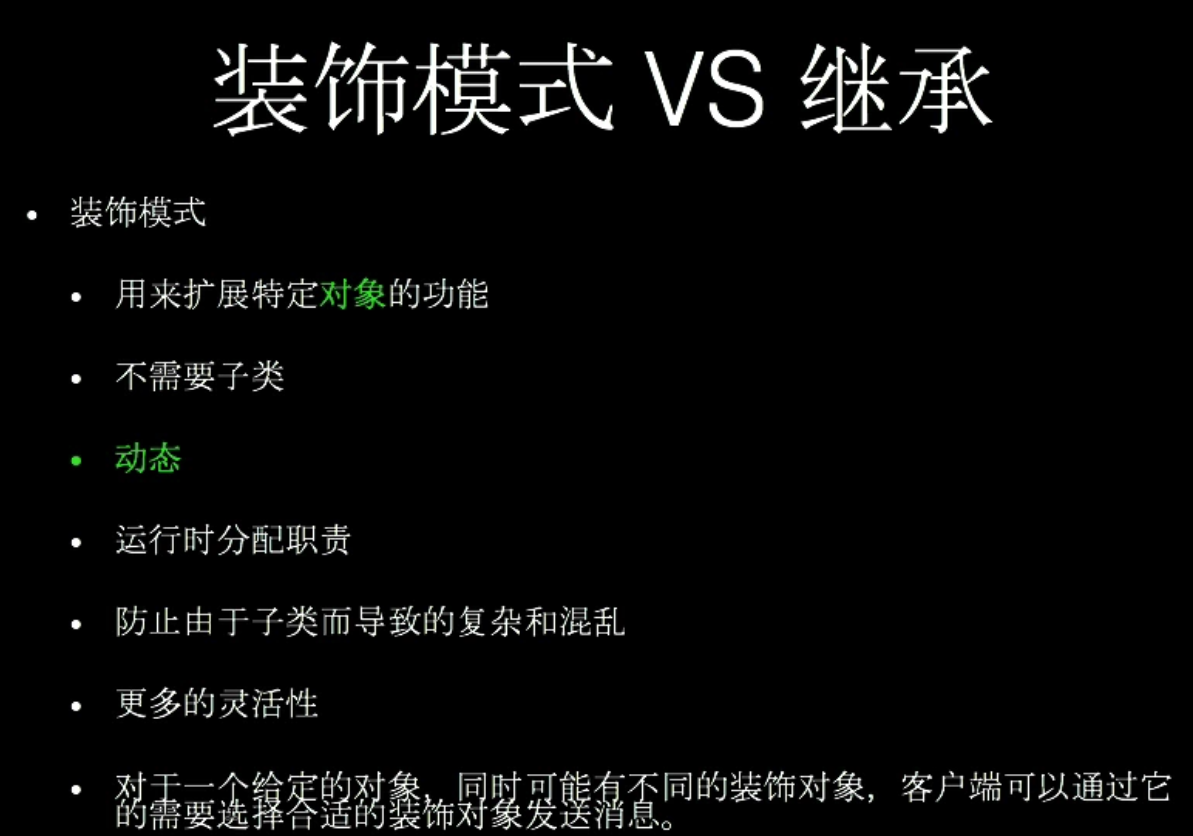 装饰模式 VS 继承
• 装饰模式
• 用来扩展特定对象的功能
• 不需要子类
• 动态
• 运行时分配职责
• 防止由于子类而导致的复杂和混乱
• 更多的灵活性
• 对于一个给定的对象，同时可能有不同的装饰对象，客户端可以通过它
的需要选择合适的装饰对象发送消息。